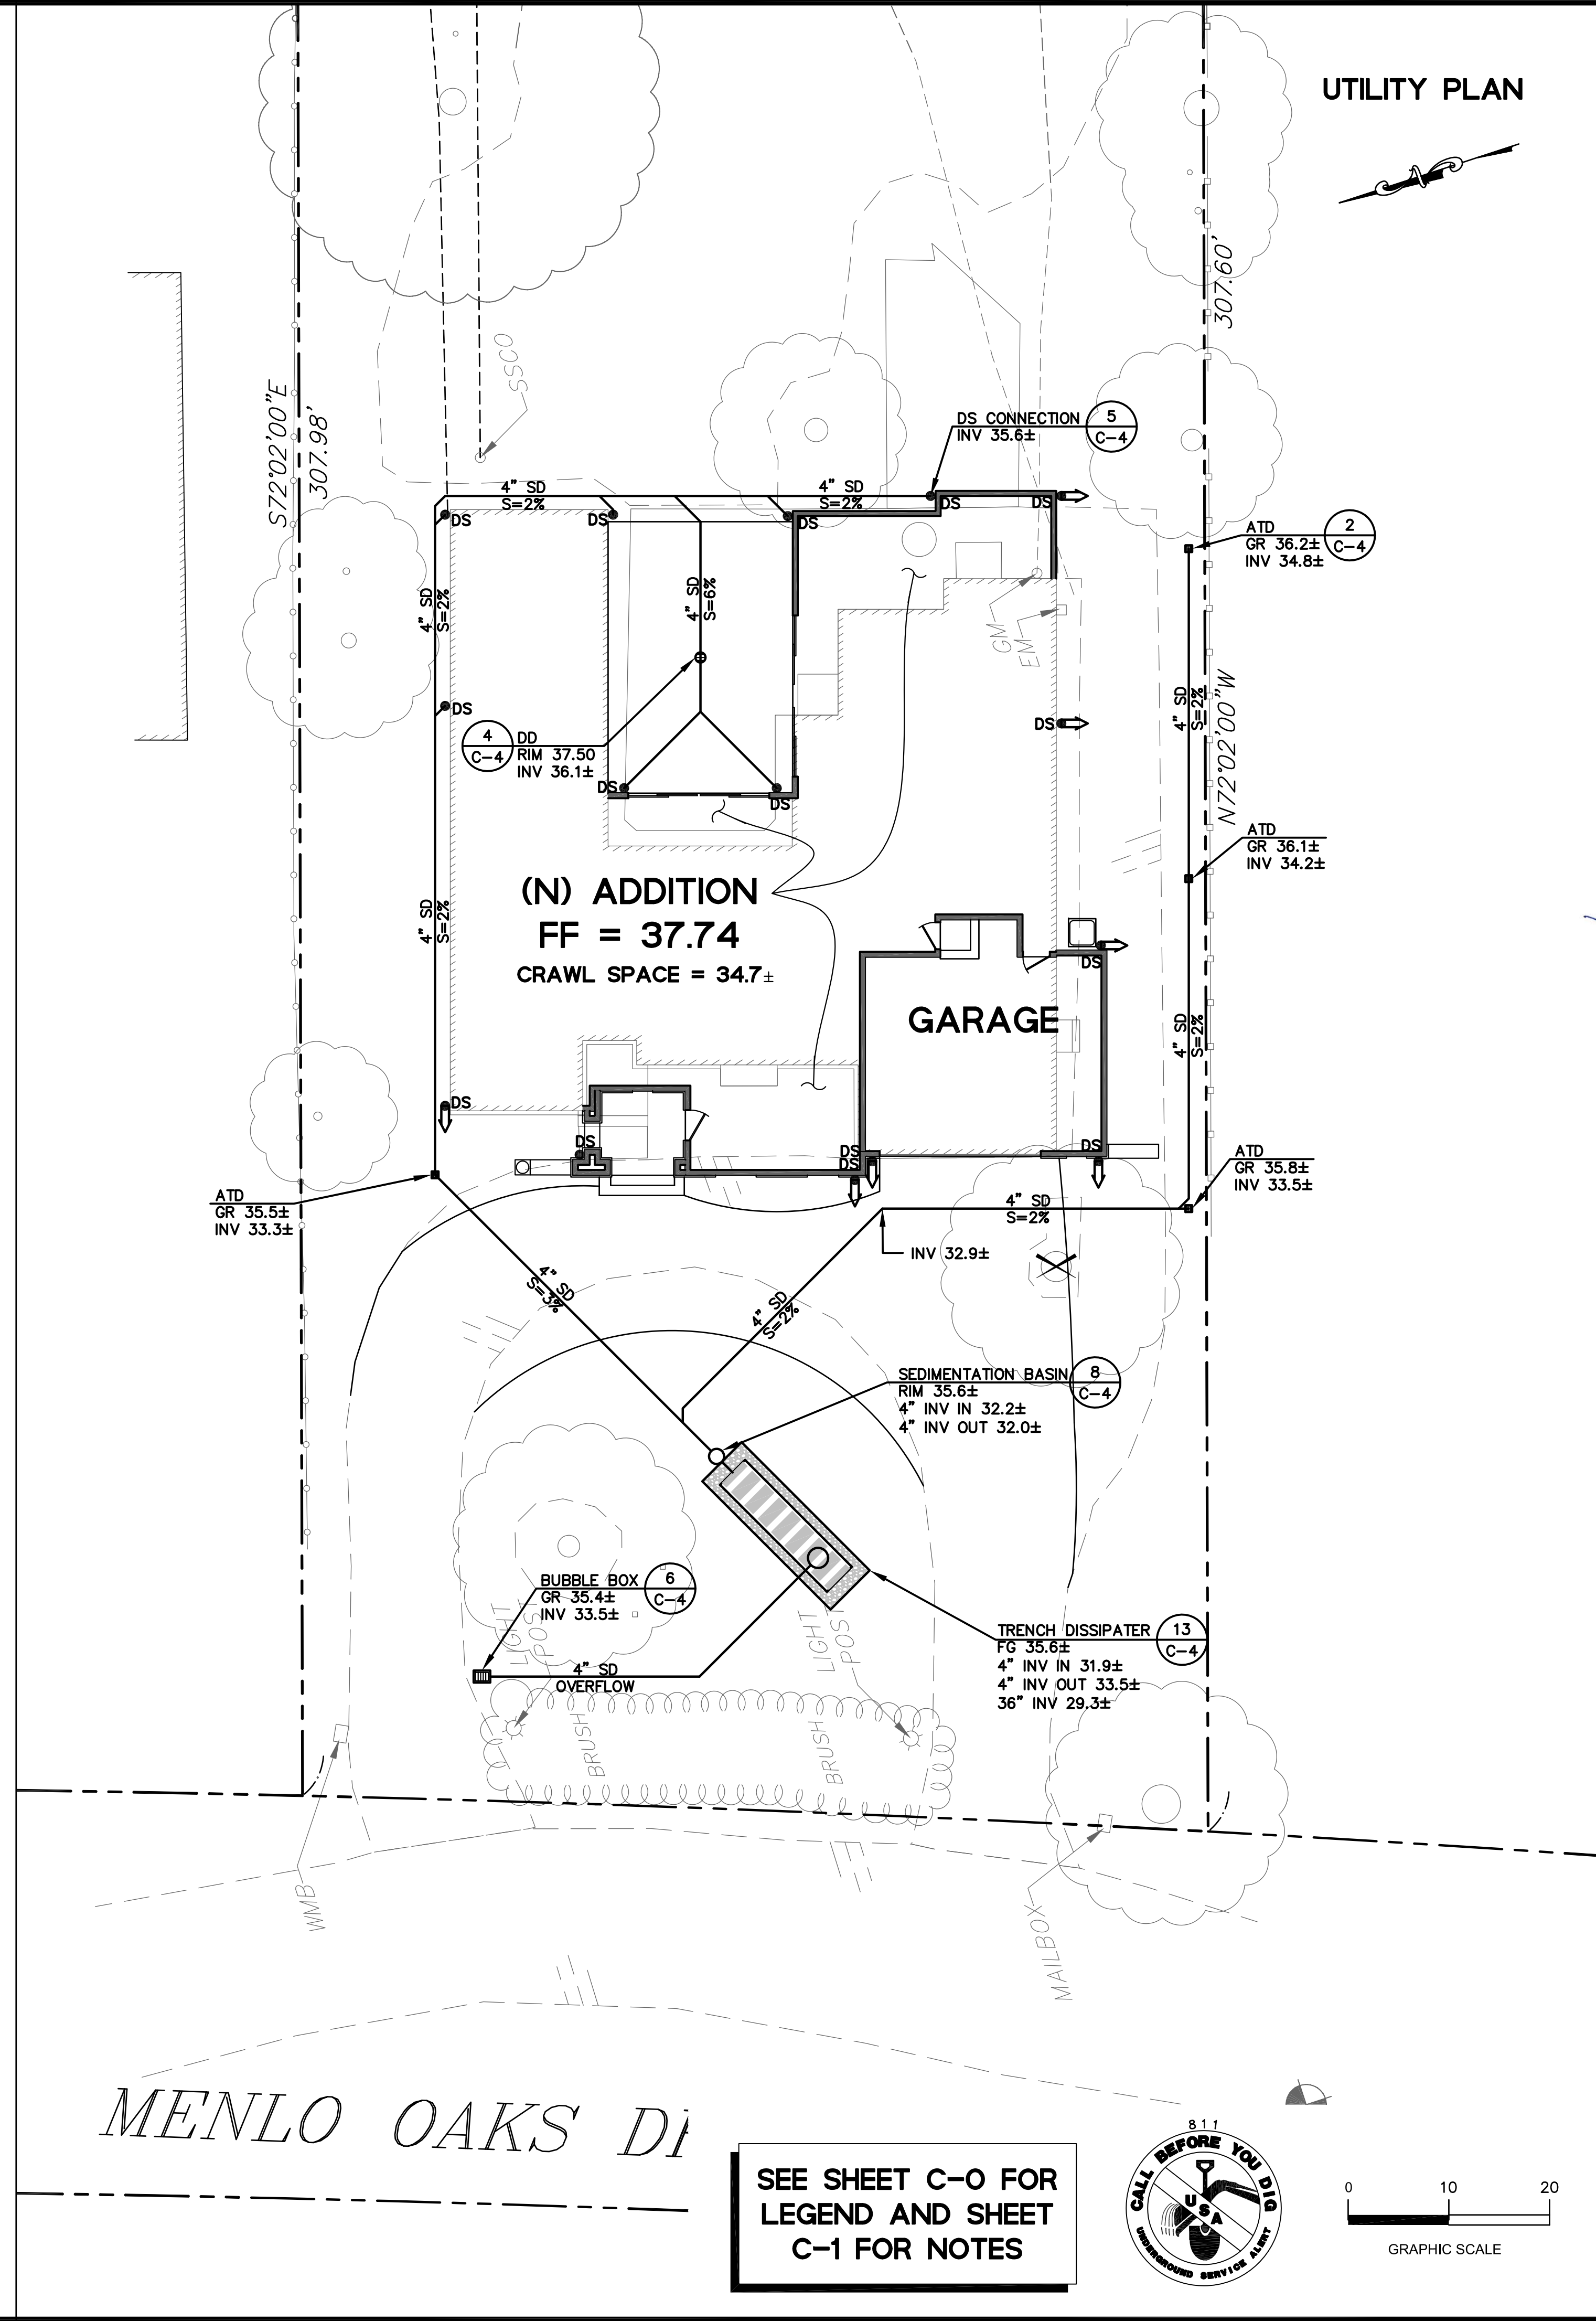 UTILITY PLAN
307.60'
S72°02'00"E
307.98'
SSCO
DS CONNECTION
INV 35.6±
5
C-4
4" SD
S=2%
4" SD
S=2%
DS
DS
DS
DS
DS
ATD
GR 36.2±
INV 34.8±
2
C-4
4" SD
S=2%
4" SD
S=6%
GM
EM
4" SD
S=2%
N72°02'00"W
DS
DS
4
C-4
DD
RIM 37.50
INV 36.1±
DS
DS
ATD
GR 36.1±
INV 34.2±
(N) ADDITION
FF = 37.74
CRAWL SPACE = 34.7±
4" SD
S=2%
DS
GARAGE
4" SD
S=2%
DS
DS
DS
DS
DS
ATD
GR 35.5±
INV 33.3±
ATD
GR 35.8±
INV 33.5±
4" SD
S=2%
INV 32.9±
4" SD
S=3%
4" SD
S=2%
SEDIMENTATION BASIN
RIM 35.6±
4" INV IN 32.2±
4" INV OUT 32.0±
8
C-4
BUBBLE BOX
GR 35.4±
INV 33.5±
6
C-4
LIGHT
POST
LIGHT
POST
TRENCH DISSIPATER
FG 35.6±
4" INV IN 31.9±
4" INV OUT 33.5±
36" INV 29.3±
13
C-4
4" SD
OVERFLOW
BRUSH
BRUSH
WMB
MAILBOX
MENLO OAKS
SEE SHEET C-0 FOR
LEGEND AND SHEET
C-1 FOR NOTES
811
CALL BEFORE YOU DIG
USA
UNDERGROUND SERVICE ALERT
0 10 20
GRAPHIC SCALE